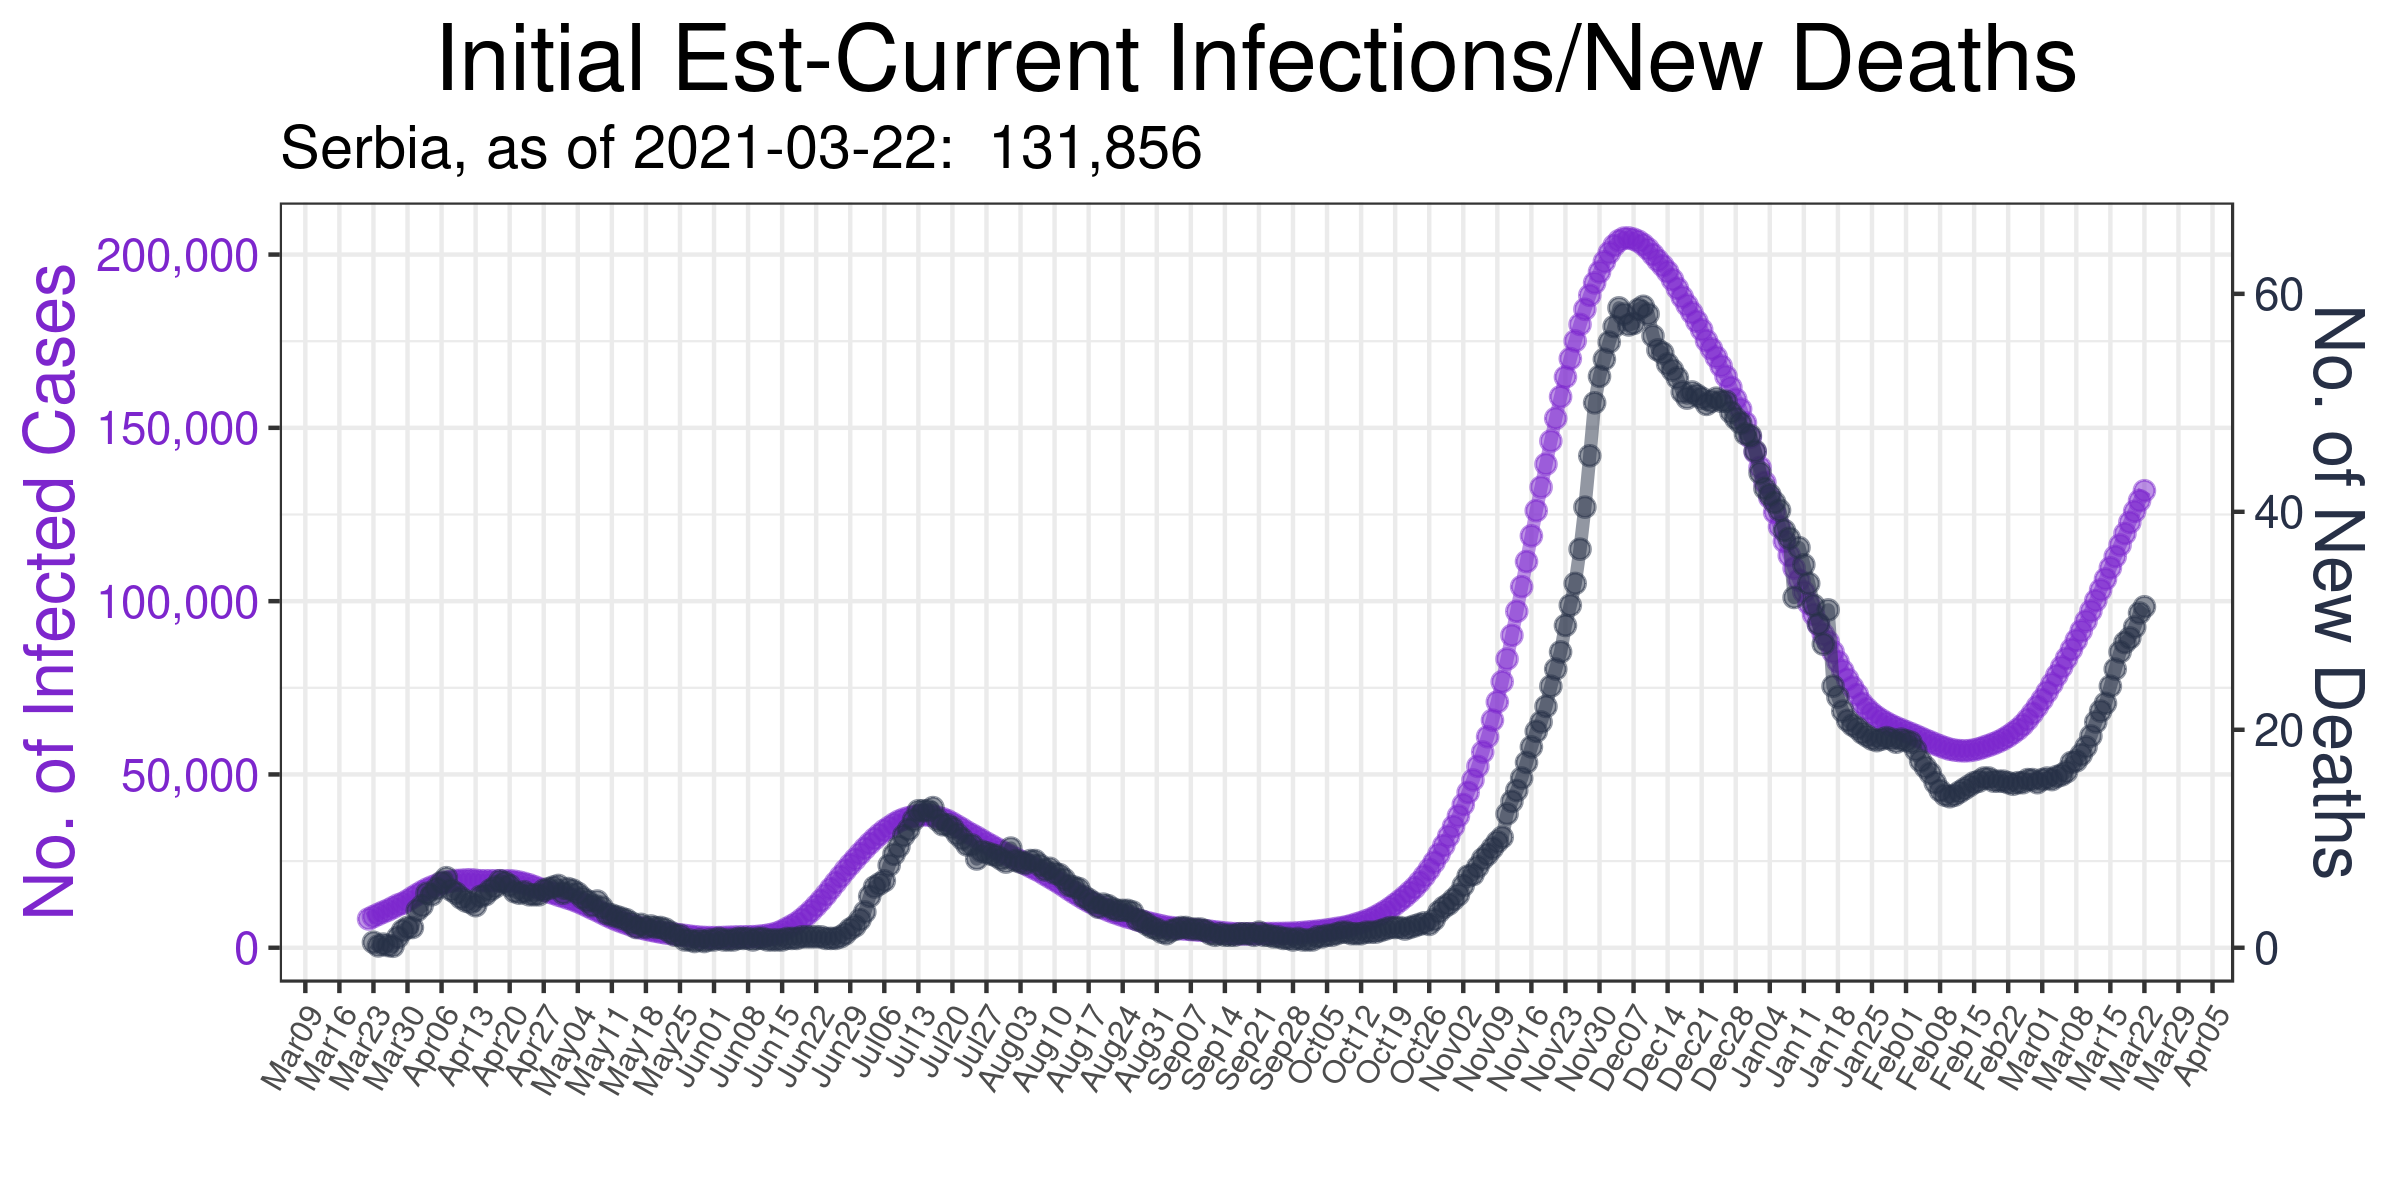 Initial Est-Current Infections/New Deaths
Serbia, as of 2021-03-22:  131,856
No. of Infected Cases
200,000
150,000
100,000
50,000
0
60
40
20
0
No. of New Deaths
Mar09
Mar16
Mar23
Mar30
Apr06
Apr13
Apr20
Apr27
May04
May11
May18
May25
Jun01
Jun08
Jun15
Jun22
Jun29
Jul06
Jul13
Jul20
Jul27
Aug03
Aug10
Aug17
Aug24
Aug31
Sep07
Sep14
Sep21
Sep28
Oct05
Oct12
Oct19
Oct26
Nov02
Nov09
Nov16
Nov23
Nov30
Dec07
Dec14
Dec21
Dec28
Jan04
Jan11
Jan18
Jan25
Feb01
Feb08
Feb15
Feb22
Mar01
Mar08
Mar15
Mar22
Mar29
Apr05